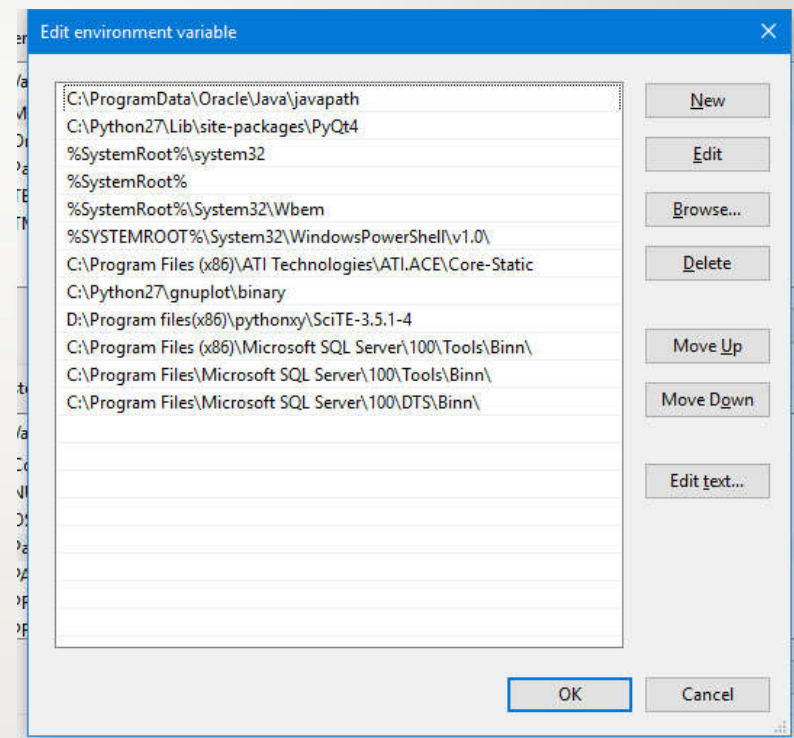 Edit environment variable
C:\ProgramData\Oracle\Java\javapath
C:\Python27\Lib\site-packages\PyQt4
%SystemRoot%\system32
%SystemRoot%
%SystemRoot%\System32\Wbem
%SYSTEMROOT%\System32\WindowsPowerShell\v1.0\
C:\Program Files (x86)\ATI Technologies\ATI.ACE\Core-Static
C:\Python27\gnuplot\binary
D:\Program files(x86)\pythonxy\SciTE-3.5.1-4
C:\Program Files (x86)\Microsoft SQL Server\100\Tools\Binn\
C:\Program Files\Microsoft SQL Server\100\Tools\Binn\
C:\Program Files\Microsoft SQL Server\100\DTS\Binn\
New
Edit
Browse...
Delete
Move Up
Move Down
Edit text...
OK
Cancel